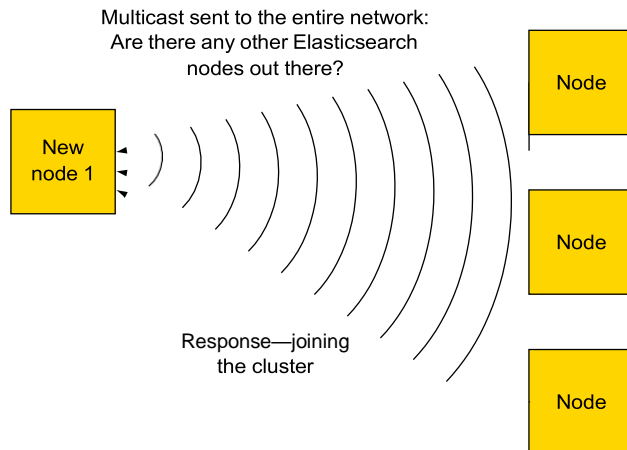 Multicast sent to the entire network:
Are there any other Elasticsearch
nodes out there?
New
node 1
Node
Node
Response—joining
the cluster
Node